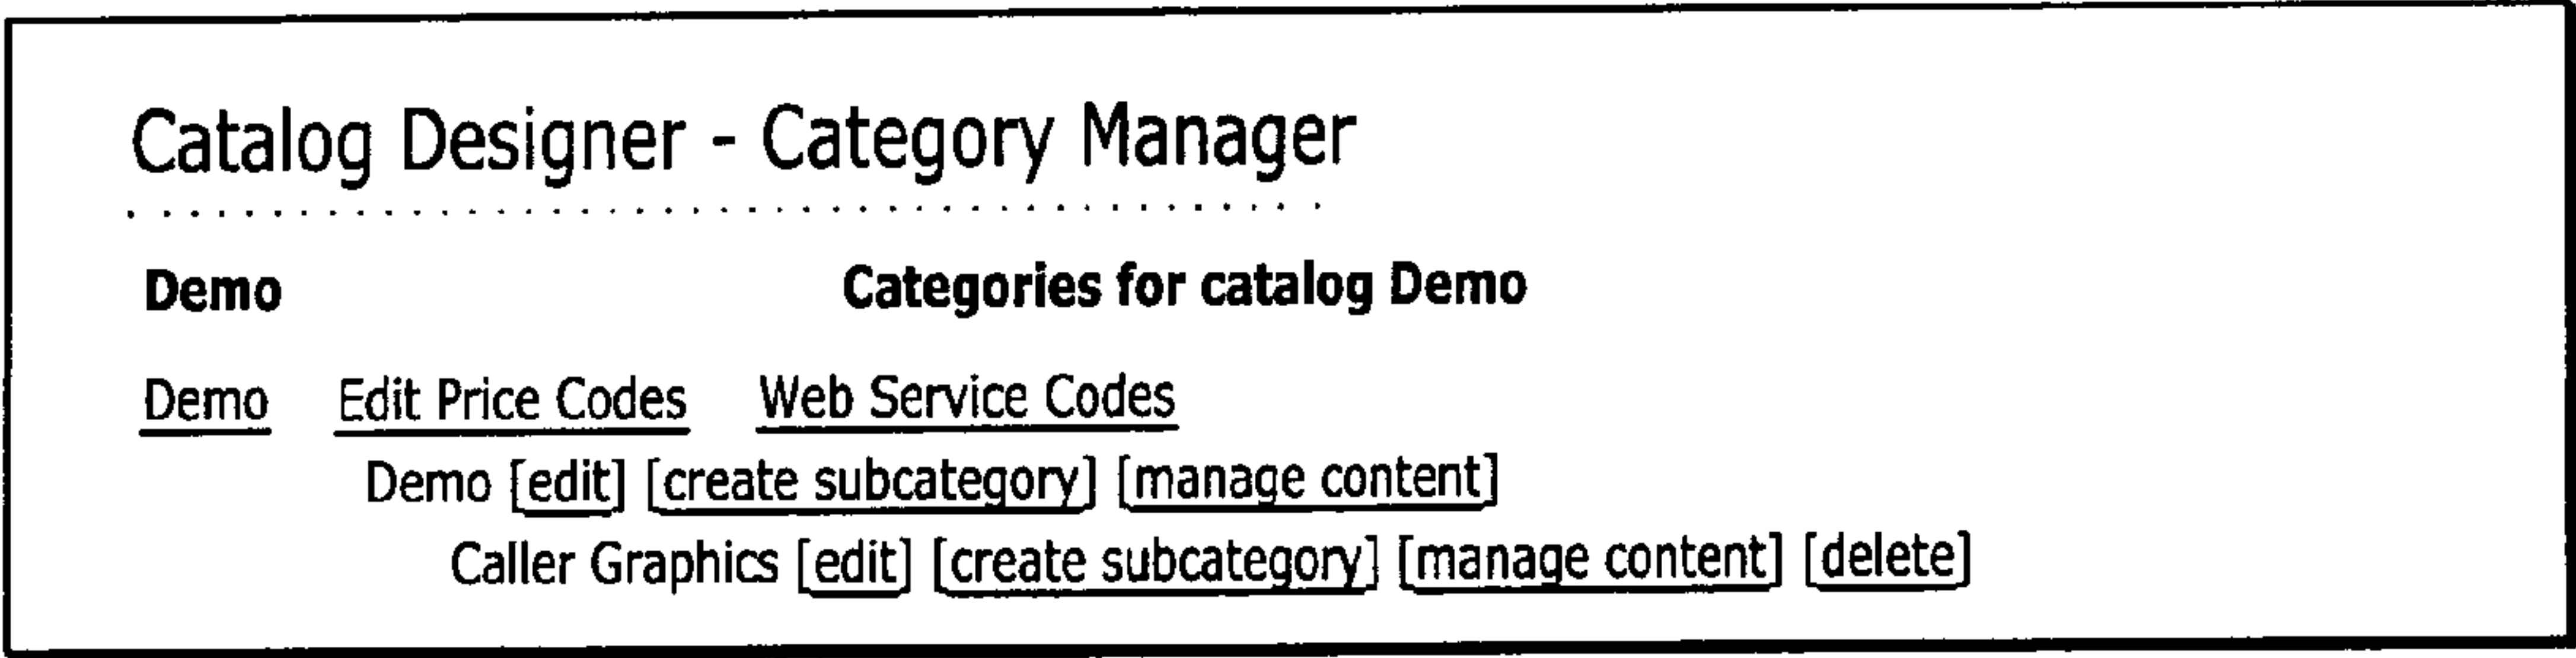 Catalog Designer - Category Manager
Demo Categories for catalog Demo
Demo Edit Price Codes Web Service Codes
Demo [edit] [create subcategory] [manage content]
Caller Graphics [edit] [create subcategory] [manage content] [delete]